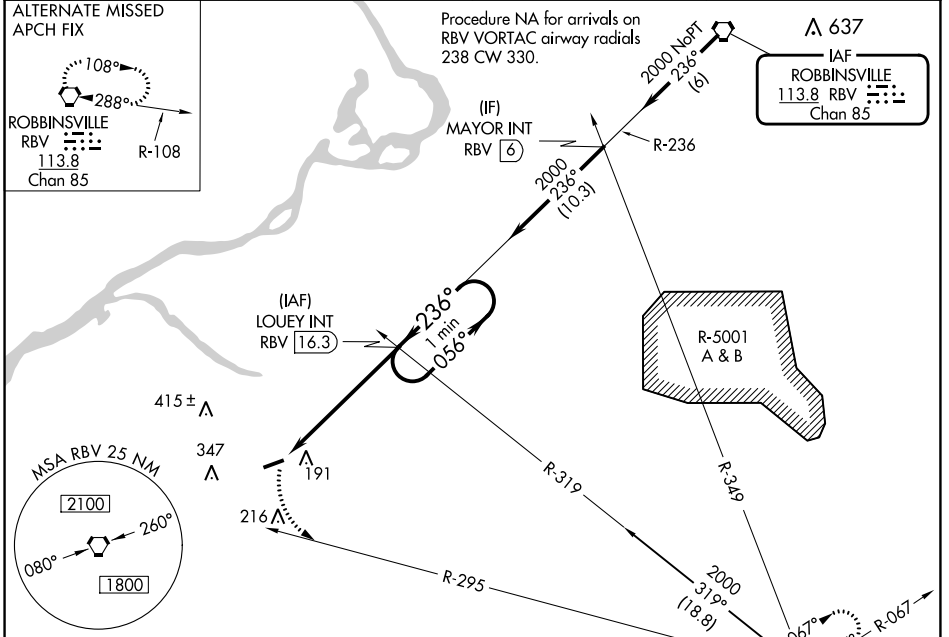 ALTERNATE MISSED
APCH FIX
108°
288°
ROBBINSVILLE
RBV
113.8
Chan 85
R-108
Procedure NA for arrivals on
RBV VORTAC airway radials
238 CW 330.
2000 NoPT
236°
(6)
637
IAF
ROBBINSVILLE
113.8 RBV
Chan 85
(IF)
MAYOR INT
RBV 6
R-236
2000
236°
(10.3)
(IAF)
LOUEY INT
RBV 16.3
236°
1 min
056°
R-5001
A & B
415 ±
347
191
216
MSA RBV 25 NM
2100
260°
080°
1800
R-319
R-349
R-295
2000
319°
(18.8)
067°
R-067